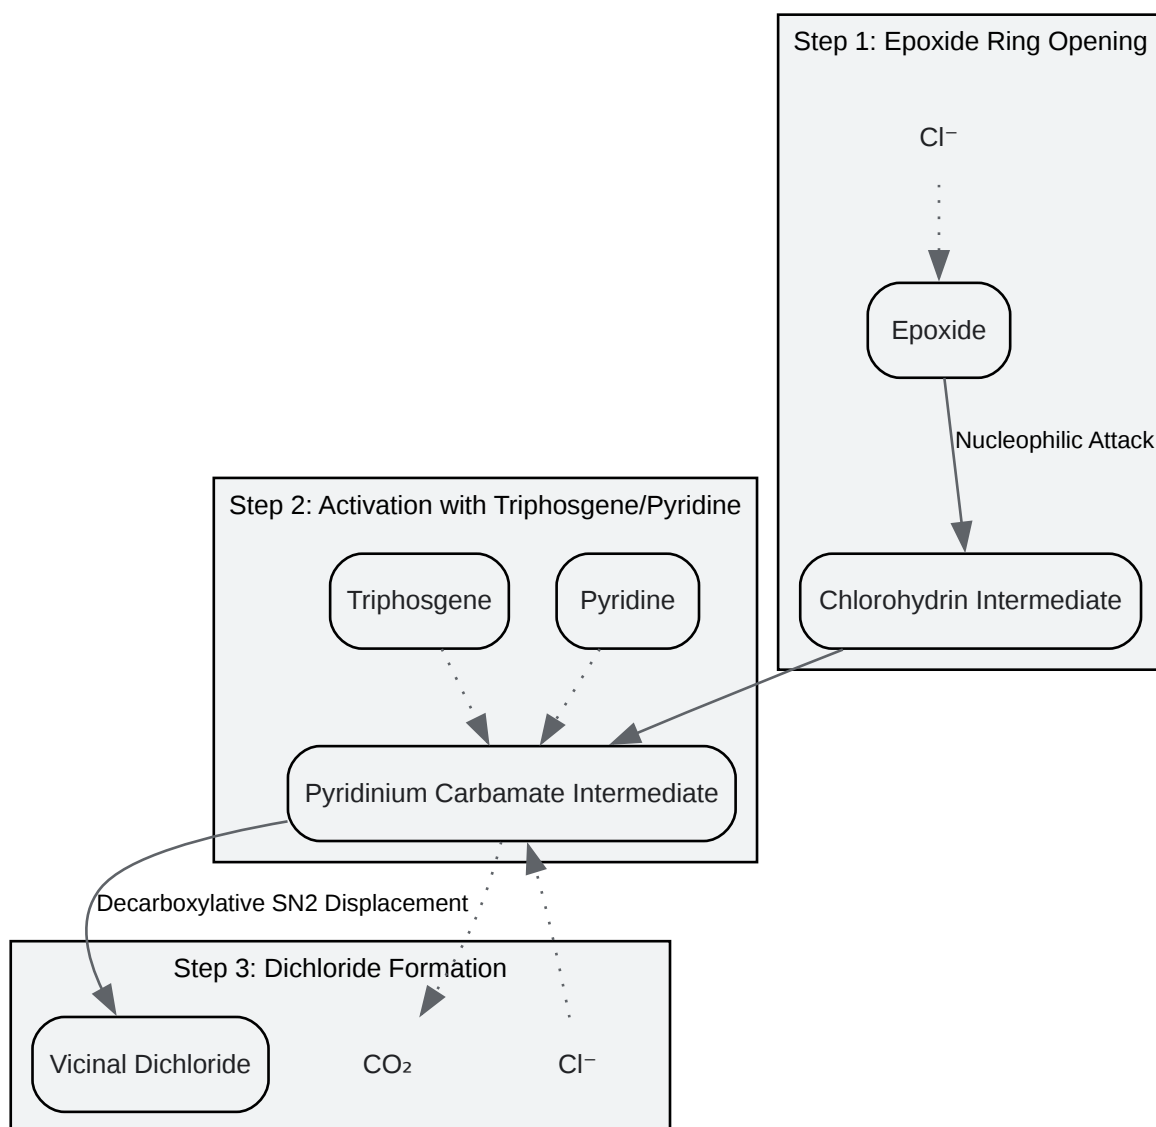 Step 1: Epoxide Ring Opening
Cl⁻
Epoxide
Nucleophilic Attack
Chlorohydrin Intermediate
Step 2: Activation with Triphosgene/Pyridine
Triphosgene
Pyridine
Pyridinium Carbamate Intermediate
Decarboxylative SN2 Displacement
Step 3: Dichloride Formation
Vicinal Dichloride
CO₂
Cl⁻